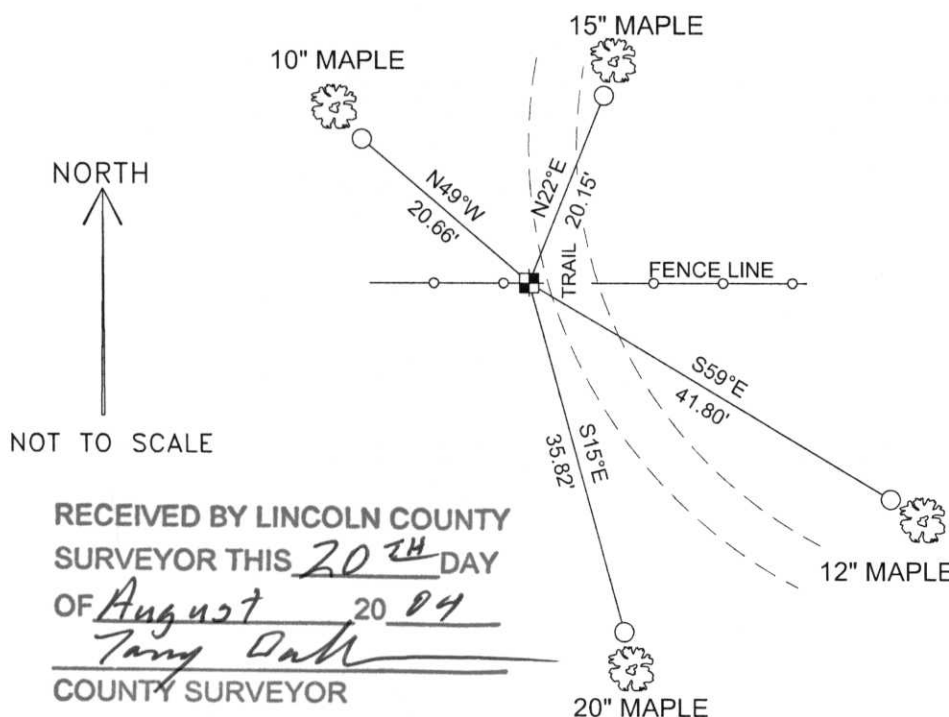 15" MAPLE
10" MAPLE
NORTH
N49°W
20.66'
N22°E
20.15'
TRAIL
FENCE LINE
S59°E
41.80'
S15°E
35.82'
NOT TO SCALE
RECEIVED BY LINCOLN COUNTY
SURVEYOR THIS 20TH DAY
OF August 20 04
COUNTY SURVEYOR
12" MAPLE
20" MAPLE